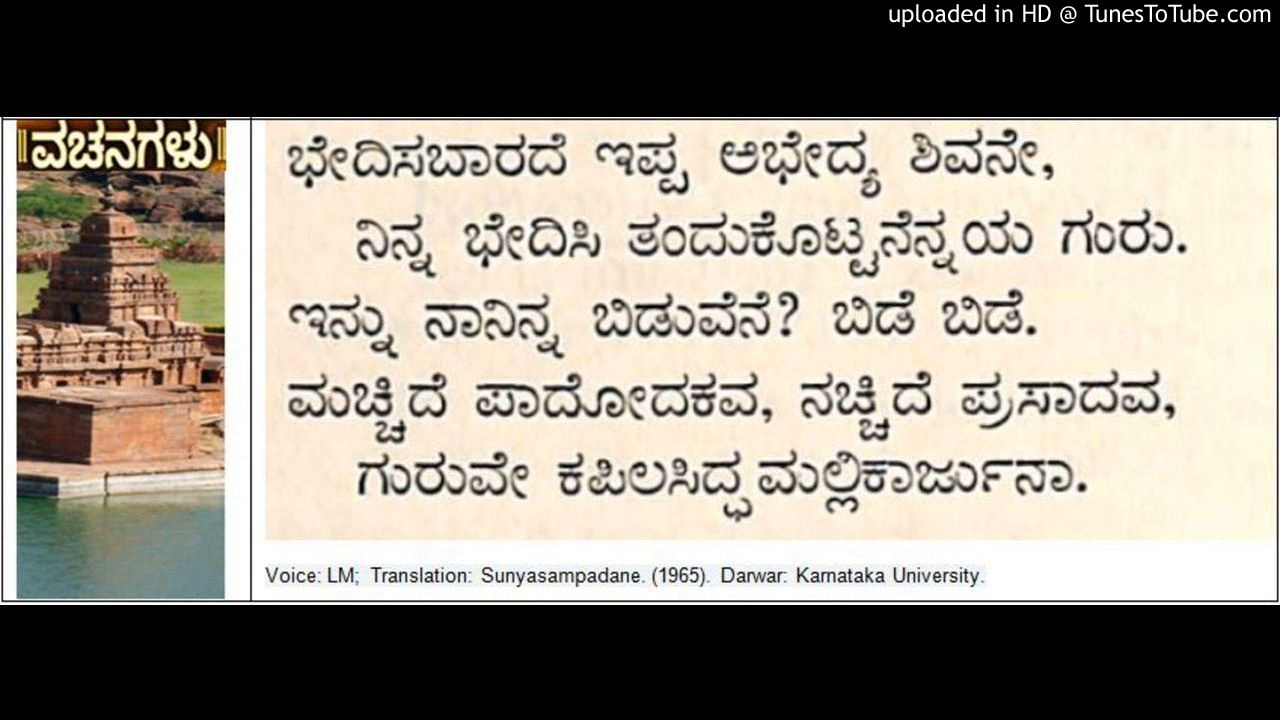 uploaded in HD @ TunesToTube.com
॥ವಚನಗಳು॥
ಭೇದಿಸಬಾರದೆ ಇಪ್ಪ ಅಭೇದ್ಯ ಶಿವನೇ,
ನಿನ್ನ ಭೇದಿಸಿ ತಂದುಕೊಟ್ಟನೆನ್ನಯ ಗುರು.
ಇನ್ನು ನಾನಿನ್ನ ಬಿಡುವೆನೆ? ಬಿಡೆ ಬಿಡೆ.
ಮಚ್ಚಿದೆ ಪಾದೋದಕವ, ನಚ್ಚಿದೆ ಪ್ರಸಾದವ,
ಗುರುವೇ ಕಪಿಲಸಿದ್ಧಮಲ್ಲಿಕಾರ್ಜುನಾ.
Voice: LM; Translation: Sunyasampadane. (1965). Darwar: Karnataka University.